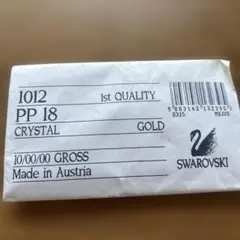 1012
1st QUALITY
PP 18
CRYSTAL GOLD
10/00/00 GROSS
Made in Austria
SWAROVSKI